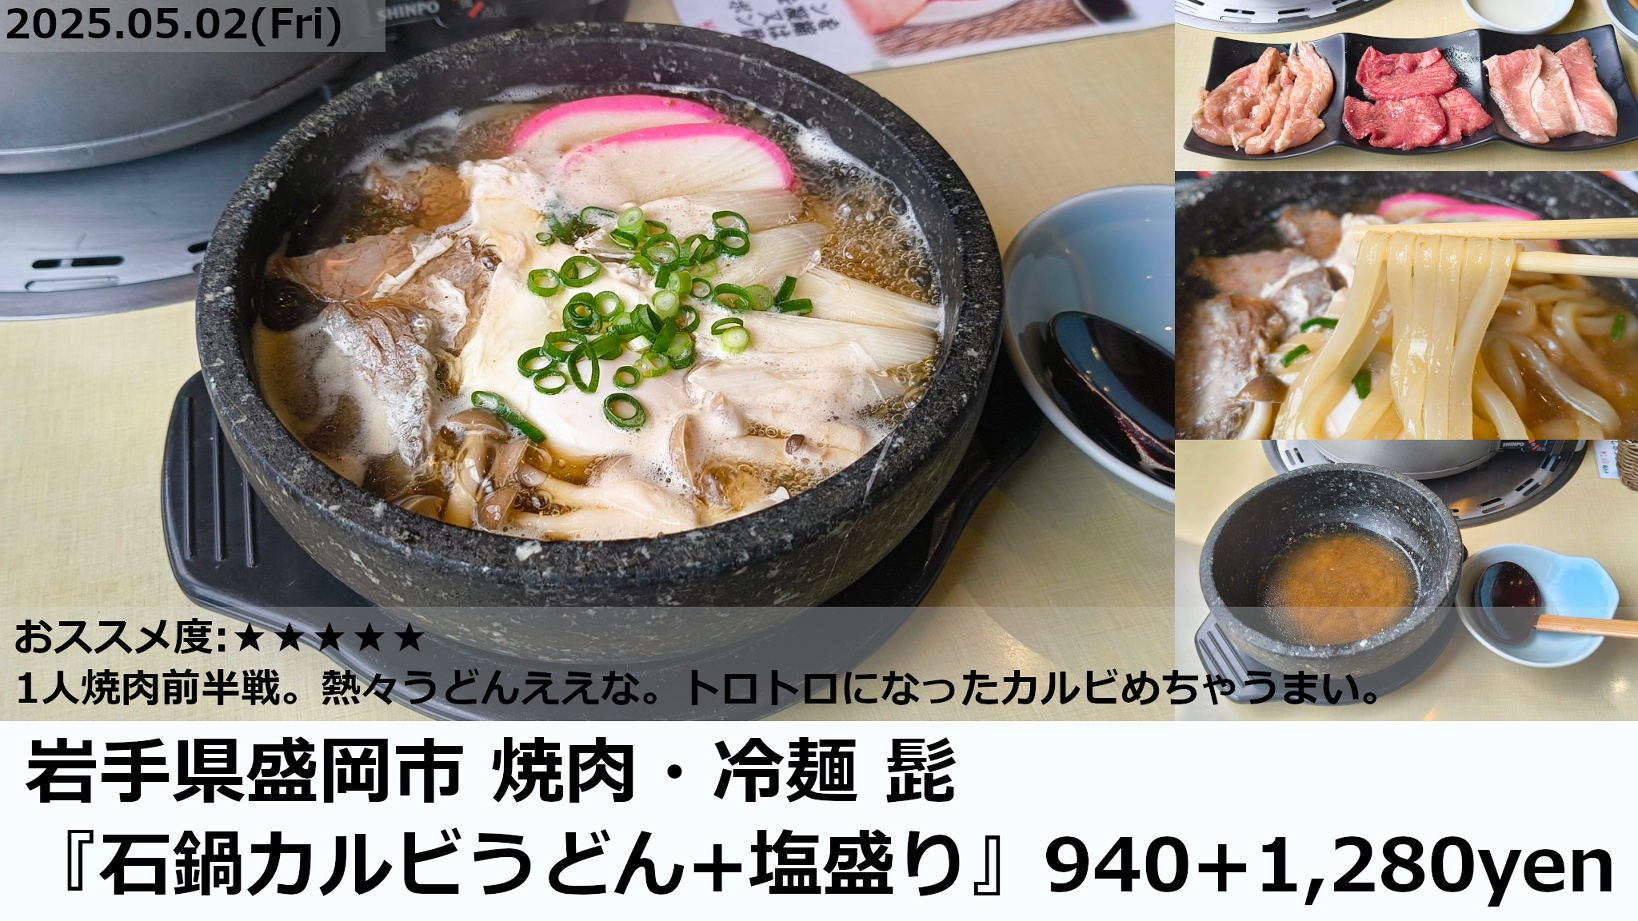 2025.05.02(Fri)
SHINPO
おススメ度:★★★★★
1人焼肉前半戦。熱々うどんええな。トロトロになったカルビめちゃうまい。
岩手県盛岡市 焼肉・冷麺 髭
『石鍋カルビうどん+塩盛り』940+1,280yen